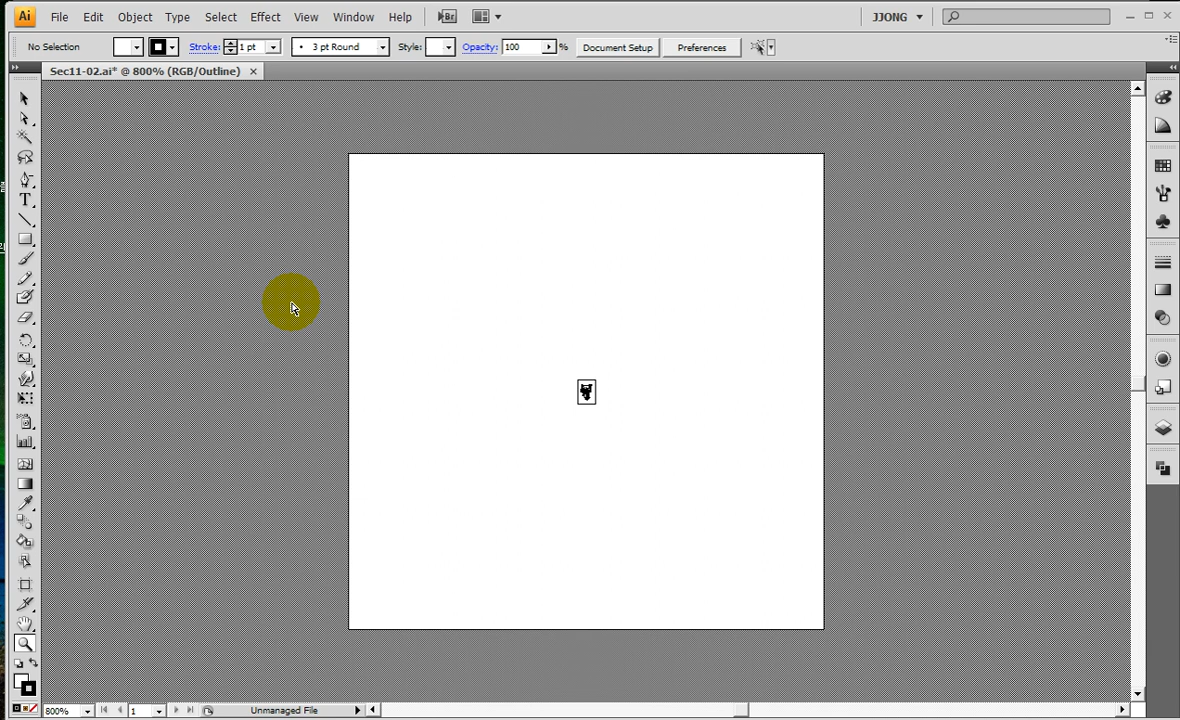 Ai File Edit Object Type Select Effect View Window Help Br JJONG
No Selection Stroke: 1 pt 3 pt Round Style: Opacity: 100 % Document Setup Preferences
Sec11-02.ai* @ 800% (RGB/Outline)
T
800% 1 Unmanaged File